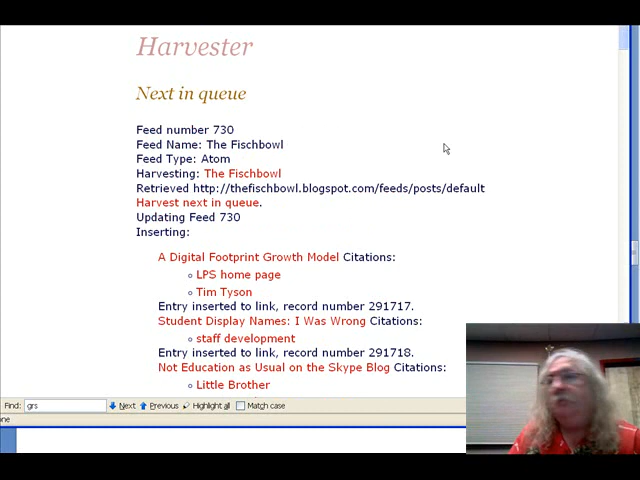 Harvester
Next in queue
Feed number 730
Feed Name: The Fischbowl
Feed Type: Atom
Harvesting: The Fischbowl
Retrieved http://thefischbowl.blogspot.com/feeds/posts/default
Harvest next in queue.
Updating Feed 730
Inserting:
A Digital Footprint Growth Model Citations:
LPS home page
Tim Tyson
Entry inserted to link, record number 291717.
Student Display Names: I Was Wrong Citations:
staff development
Entry inserted to link, record number 291718.
Not Education as Usual on the Skype Blog Citations:
Little Brother
Find: grs Next Previous Highlight all Match case
one